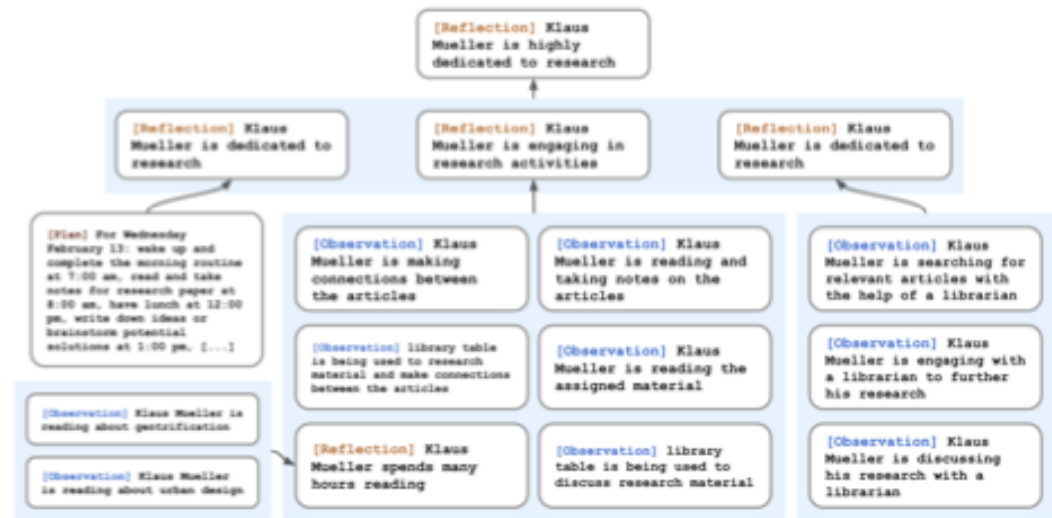 [Reflection] Klaus
Mueller is highly
dedicated to research
[Reflection] Klaus
Mueller is dedicated to
research
[Reflection] Klaus
Mueller is engaging in
research activities
[Reflection] Klaus
Mueller is dedicated to
research
[Plan] For Wednesday
February 13: wake up and
complete the morning routine
at 7:00 am, read and take
notes for research paper at
8:00 am, have lunch at 12:00
pm, write down ideas or
brainstorm potential
solutions at 1:00 pm, [...]
[Observation] Klaus Mueller is
reading about gentrification
[Observation] Klaus Mueller
is reading about urban design
[Observation] Klaus
Mueller is making
connections between
the articles
[Observation] Klaus
Mueller is reading and
taking notes on the
articles
[Observation] library table
is being used to research
material and make connections
between the articles
[Observation] Klaus
Mueller is reading the
assigned material
[Reflection] Klaus
Mueller spends many
hours reading
[Observation] library
table is being used to
discuss research material
[Observation] Klaus
Mueller is searching for
relevant articles with
the help of a librarian
[Observation] Klaus
Mueller is engaging with
a librarian to further
his research
[Observation] Klaus
Mueller is discussing
his research with a
librarian